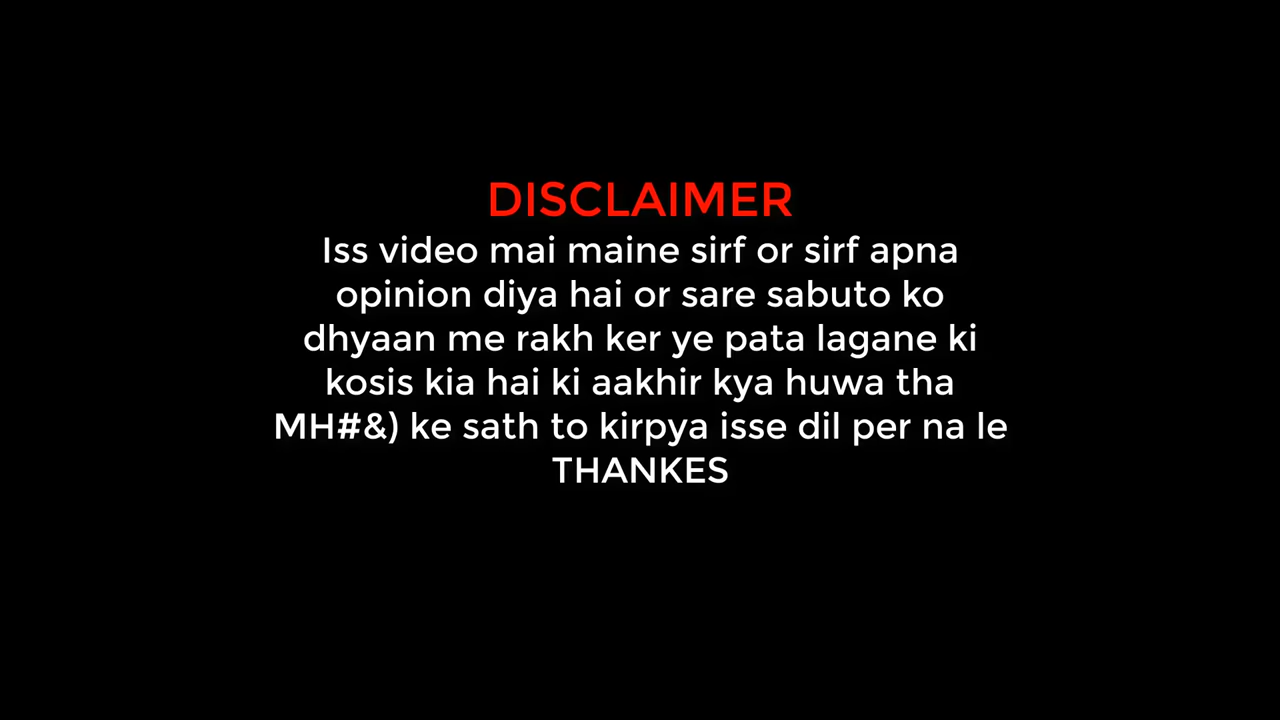 DISCLAIMER
Iss video mai maine sirf or sirf apna
opinion diya hai or sare sabuto ko
dhyaan me rakh ker ye pata lagane ki
kosis kia hai ki aakhir kya huwa tha
MH#&) ke sath to kirpya isse dil per na le
THANKES